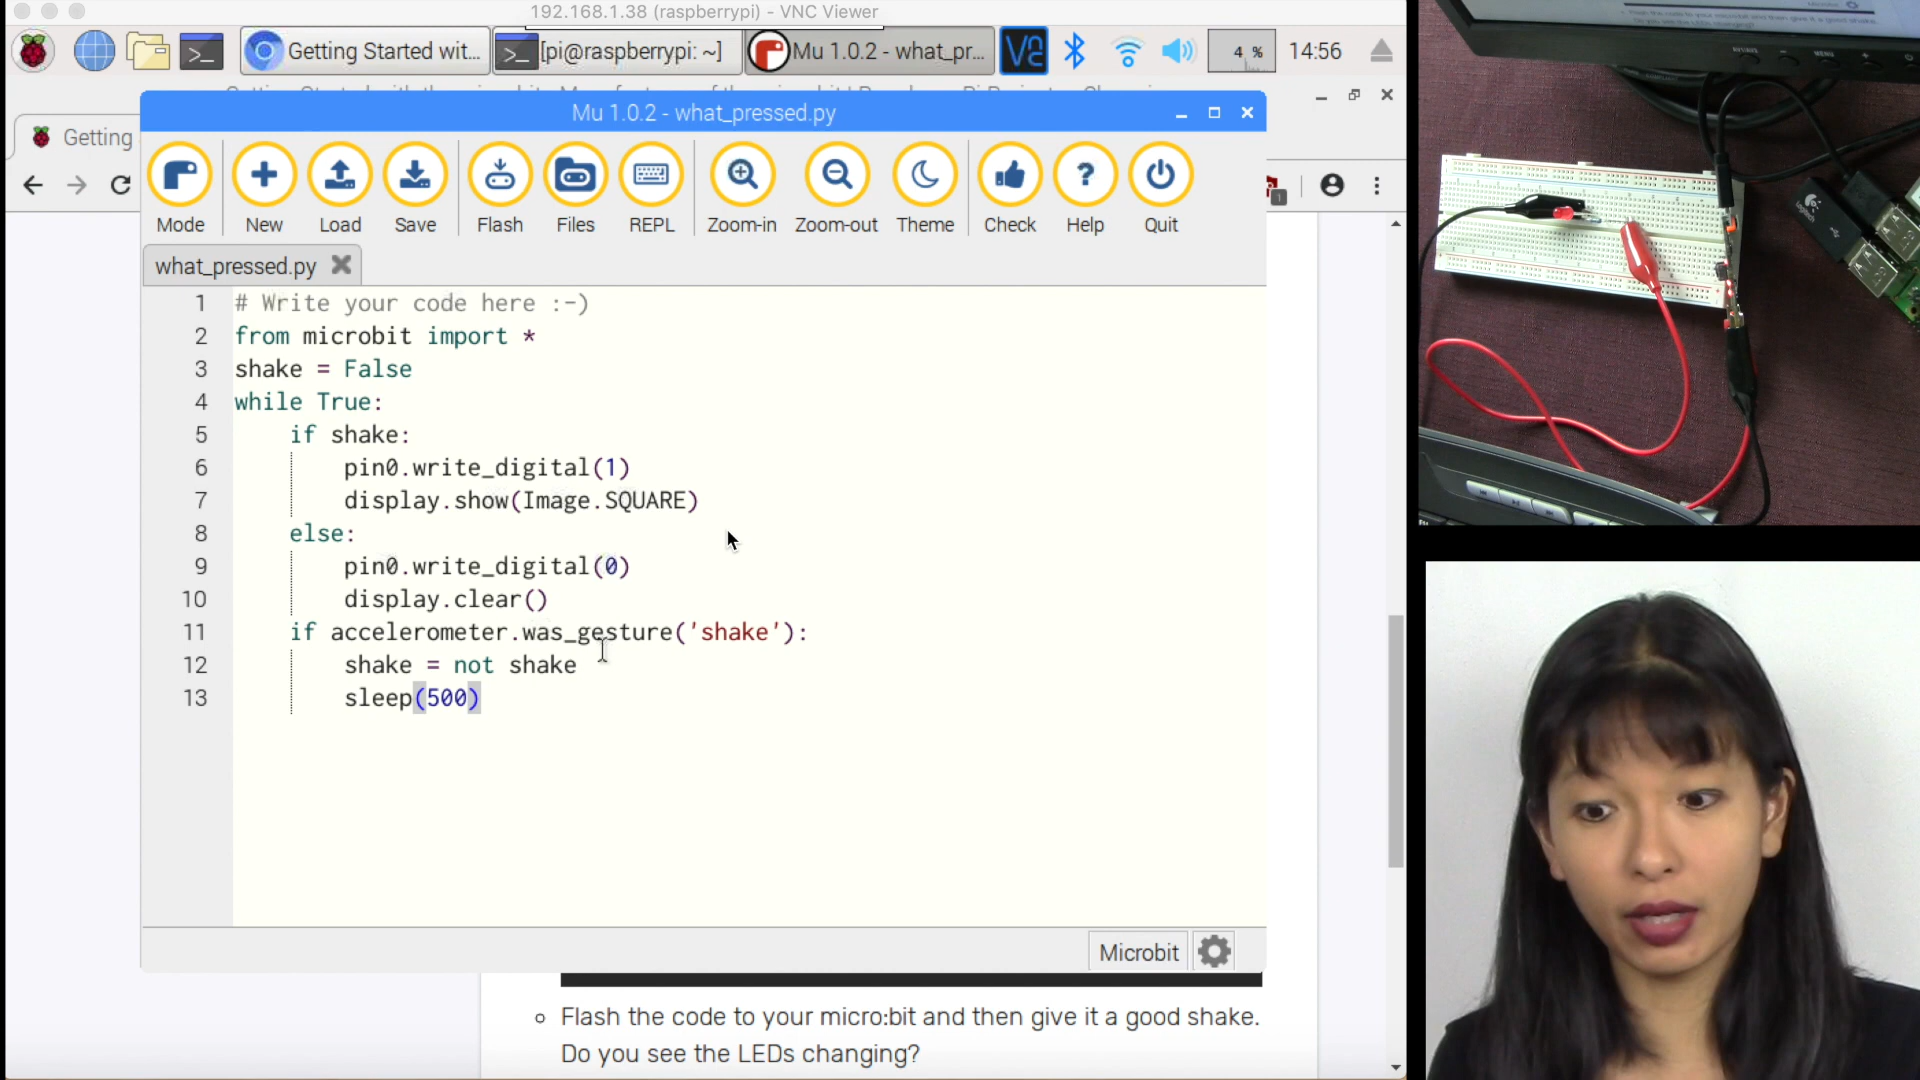 192.168.1.38 (raspberrypi) - VNC Viewer
Getting Started wit...
[pi@raspberrypi: ~]
Mu 1.0.2 - what_pr...
4 %
14:56
Mu 1.0.2 - what_pressed.py
Getting
Mode
New
Load
Save
Flash
Files
REPL
Zoom-in
Zoom-out
Theme
Check
Help
Quit
1
what_pressed.py
1 # Write your code here :-)
2 from microbit import *
3 shake = False
4 while True:
5 if shake:
6 pin0.write_digital(1)
7 display.show(Image.SQUARE)
8 else:
9 pin0.write_digital(0)
10 display.clear()
11 if accelerometer.was_gesture('shake'):
12 shake = not shake
13 sleep(500)
Microbit
Flash the code to your micro:bit and then give it a good shake.
Do you see the LEDs changing?
Logitech
MENU